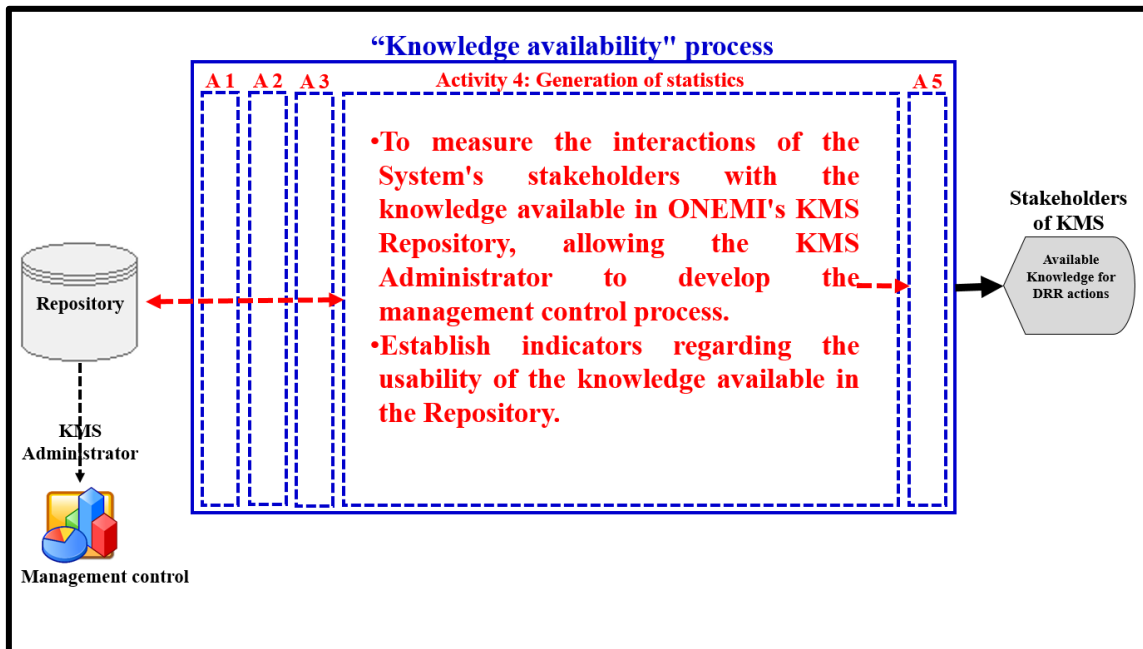 “Knowledge availability" process
A 1
A 2
A 3
Activity 4: Generation of statistics
A 5
•To measure the interactions of the
System's stakeholders with the
knowledge available in ONEMI's KMS
Repository, allowing the KMS
Administrator to develop the
management control process.
•Establish indicators regarding the
usability of the knowledge available in
the Repository.
Repository
KMS
Administrator
Management control
Stakeholders
of KMS
Available
Knowledge for
DRR actions